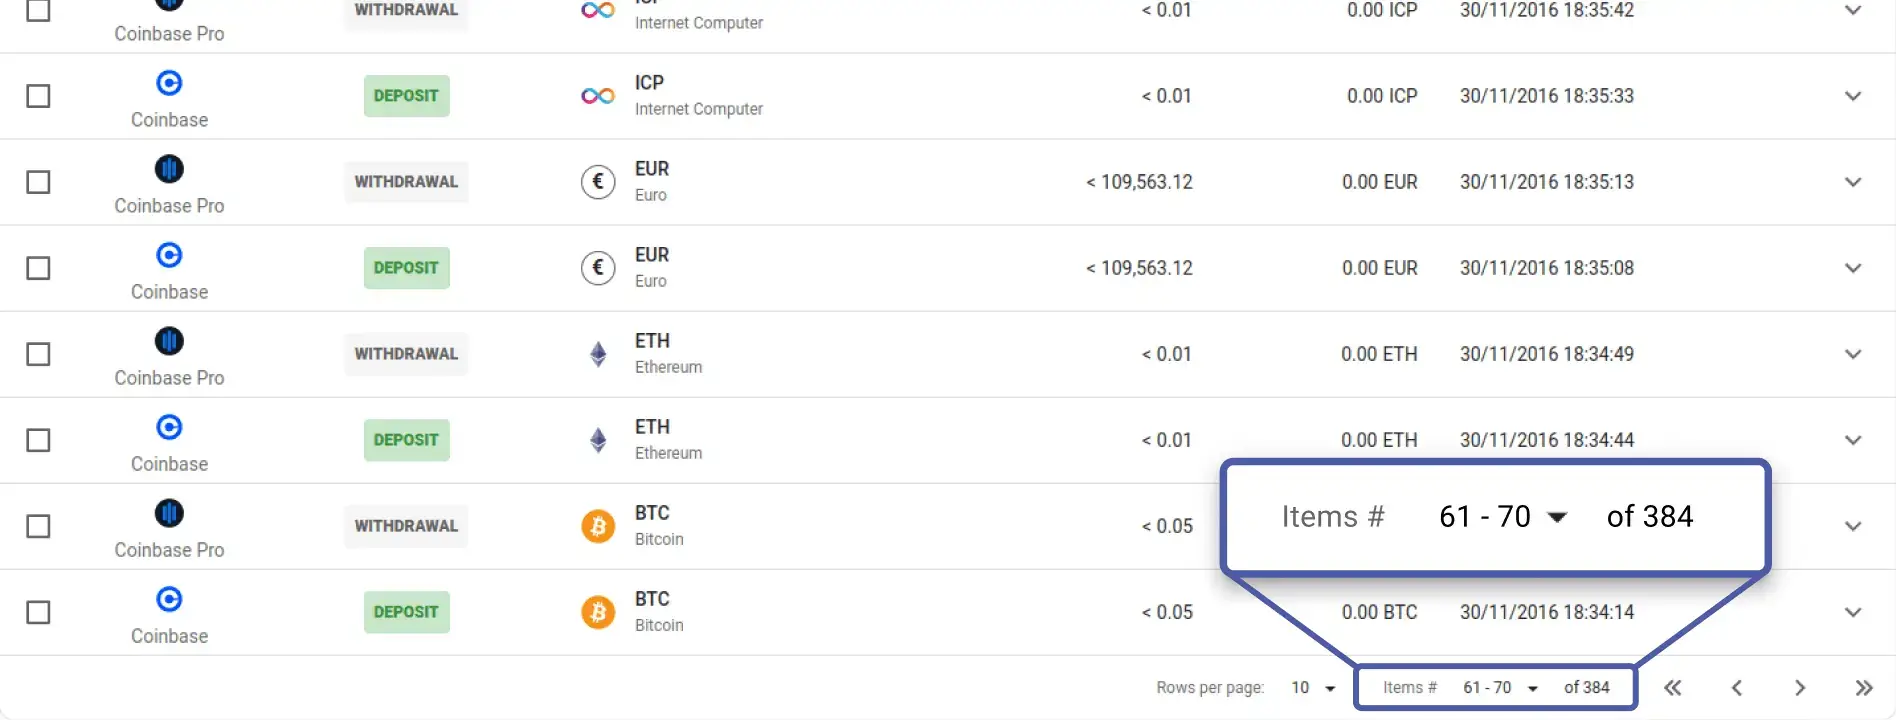 WITHDRAWAL < 0.01 0.00 ICP 30/11/2016 18:35:42
Coinbase Pro Internet Computer
ICP
DEPOSIT < 0.01 0.00 ICP 30/11/2016 18:35:33
Coinbase Internet Computer
EUR
WITHDRAWAL < 109,563.12 0.00 EUR 30/11/2016 18:35:13
Coinbase Pro Euro
EUR
DEPOSIT < 109,563.12 0.00 EUR 30/11/2016 18:35:08
Coinbase Euro
ETH
WITHDRAWAL < 0.01 0.00 ETH 30/11/2016 18:34:49
Coinbase Pro Ethereum
ETH
DEPOSIT < 0.01 0.00 ETH 30/11/2016 18:34:44
Coinbase Ethereum
BTC
WITHDRAWAL < 0.05
Coinbase Pro Bitcoin
Items # 61 - 70 of 384
BTC
DEPOSIT < 0.05 0.00 BTC 30/11/2016 18:34:14
Coinbase Bitcoin
Rows per page: 10 Items # 61 - 70 of 384